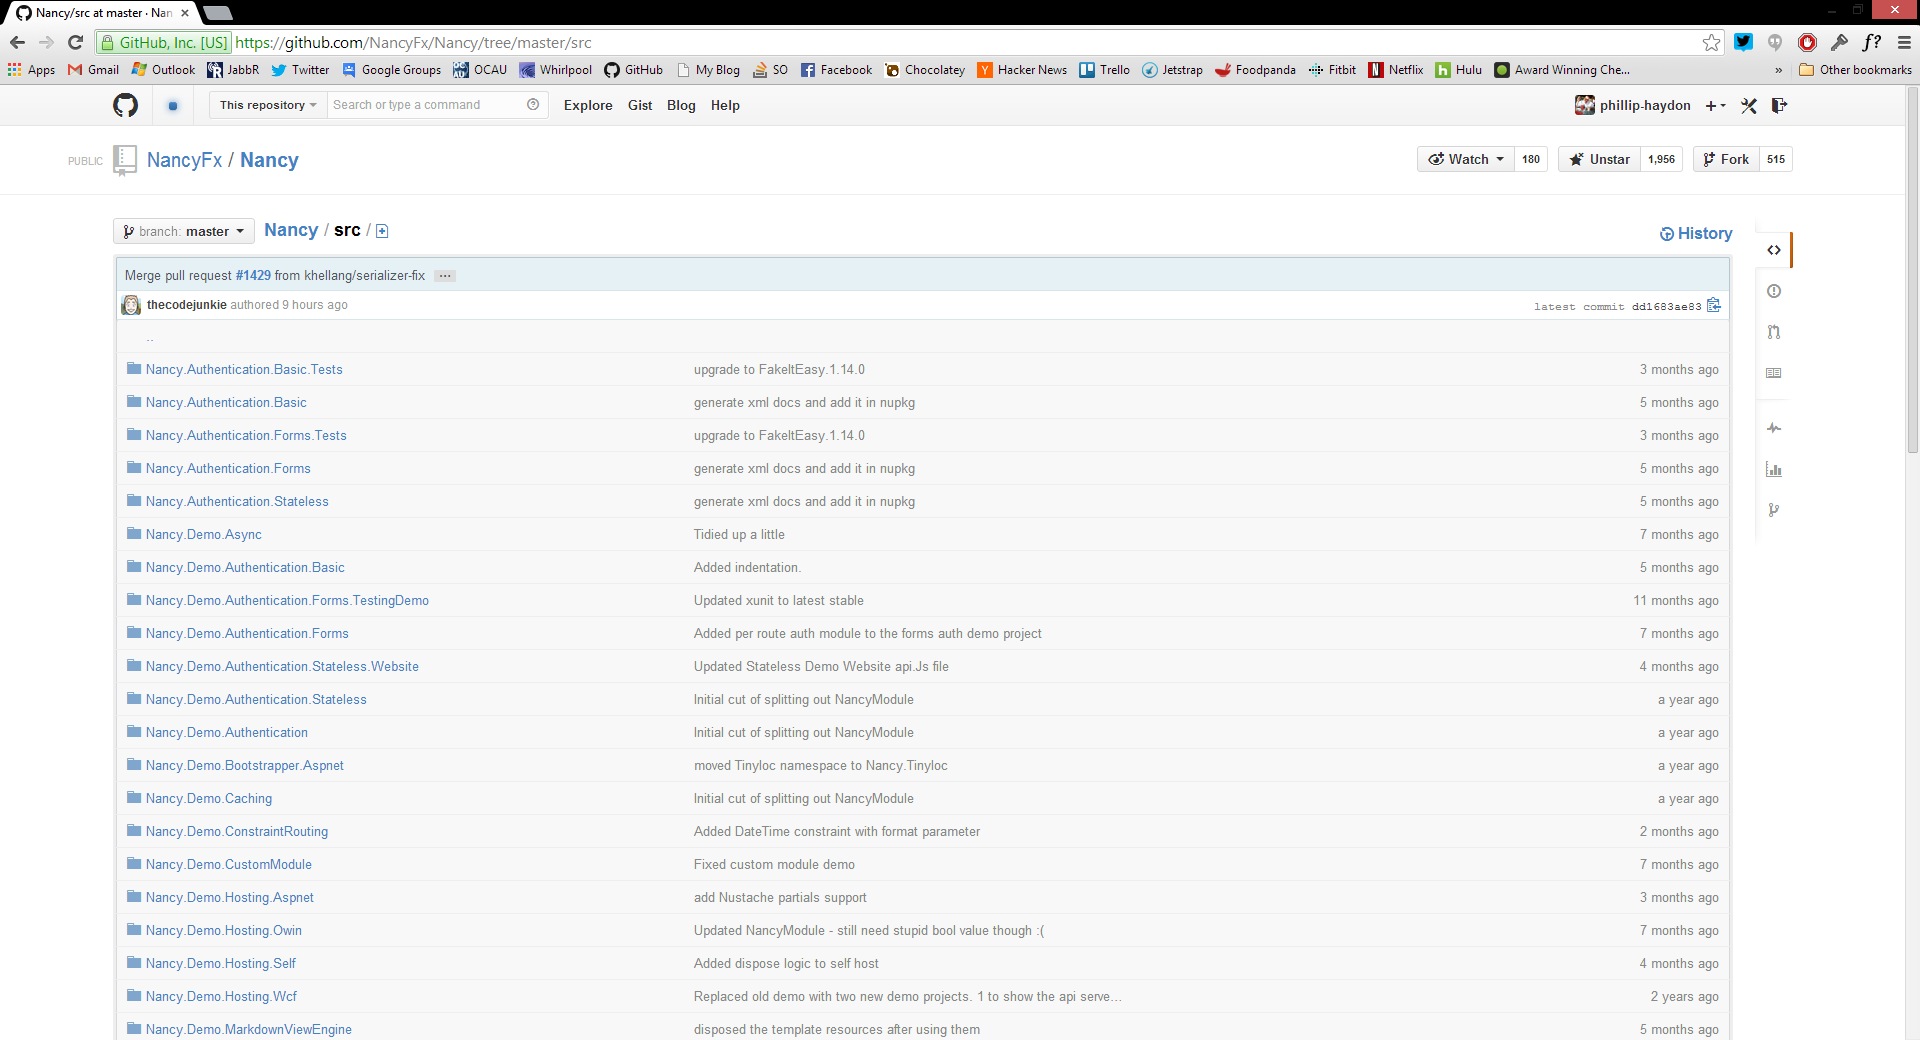 Nancy/src at master · Nan
GitHub, Inc. [US] https://github.com/NancyFx/Nancy/tree/master/src
Apps Gmail Outlook JabbR Twitter Google Groups OCAU Whirlpool GitHub My Blog SO Facebook Chocolatey Hacker News Trello Jetstrap Foodpanda Fitbit Netflix Hulu Award Winning Che... » Other bookmarks
This repository Search or type a command Explore Gist Blog Help phillip-haydon
PUBLIC NancyFx / Nancy Watch 180 Unstar 1,956 Fork 515
branch: master Nancy / src / History
Merge pull request #1429 from khellang/serializer-fix ...
thecodejunkie authored 9 hours ago latest commit dd1683ae83
..
Nancy.Authentication.Basic.Tests upgrade to FakeItEasy.1.14.0 3 months ago
Nancy.Authentication.Basic generate xml docs and add it in nupkg 5 months ago
Nancy.Authentication.Forms.Tests upgrade to FakeItEasy.1.14.0 3 months ago
Nancy.Authentication.Forms generate xml docs and add it in nupkg 5 months ago
Nancy.Authentication.Stateless generate xml docs and add it in nupkg 5 months ago
Nancy.Demo.Async Tidied up a little 7 months ago
Nancy.Demo.Authentication.Basic Added indentation. 5 months ago
Nancy.Demo.Authentication.Forms.TestingDemo Updated xunit to latest stable 11 months ago
Nancy.Demo.Authentication.Forms Added per route auth module to the forms auth demo project 7 months ago
Nancy.Demo.Authentication.Stateless.Website Updated Stateless Demo Website api.Js file 4 months ago
Nancy.Demo.Authentication.Stateless Initial cut of splitting out NancyModule a year ago
Nancy.Demo.Authentication Initial cut of splitting out NancyModule a year ago
Nancy.Demo.Bootstrapper.Aspnet moved TinyIoc namespace to Nancy.TinyIoc a year ago
Nancy.Demo.Caching Initial cut of splitting out NancyModule a year ago
Nancy.Demo.ConstraintRouting Added DateTime constraint with format parameter 2 months ago
Nancy.Demo.CustomModule Fixed custom module demo 7 months ago
Nancy.Demo.Hosting.Aspnet add Nustache partials support 3 months ago
Nancy.Demo.Hosting.Owin Updated NancyModule - still need stupid bool value though :( 7 months ago
Nancy.Demo.Hosting.Self Added dispose logic to self host 4 months ago
Nancy.Demo.Hosting.Wcf Replaced old demo with two new demo projects. 1 to show the api serve... 2 years ago
Nancy.Demo.MarkdownViewEngine disposed the template resources after using them 5 months ago